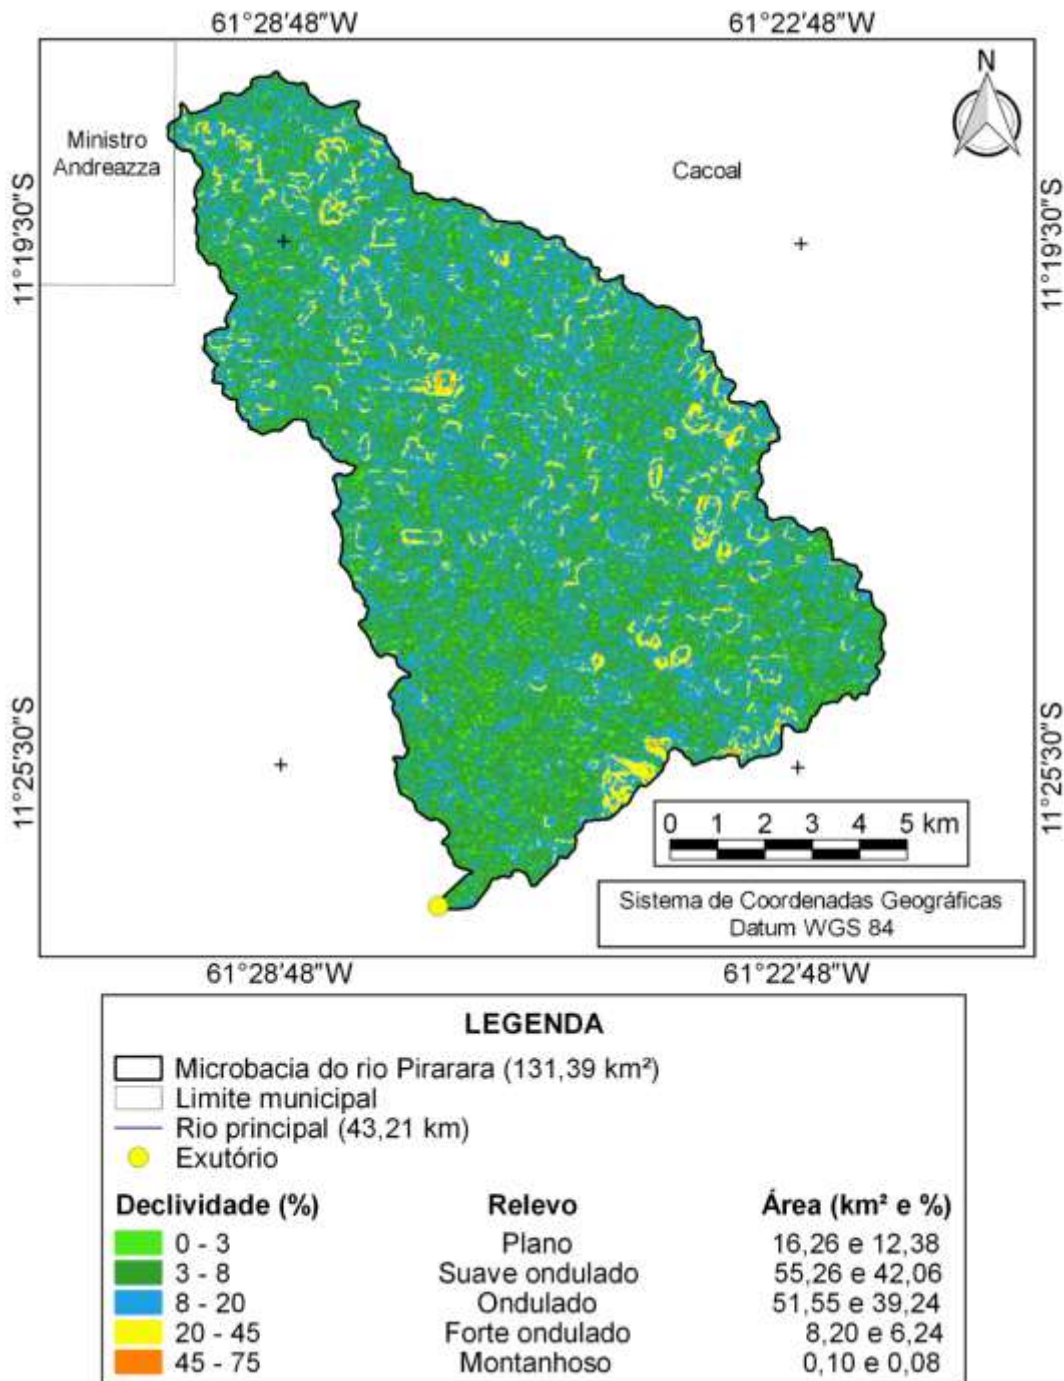 61°28'48"W 61°22'48"W
N
Ministro
Andreazza
Cacoal
11°19'30"S 11°19'30"S
11°25'30"S 11°25'30"S
0 1 2 3 4 5 km
Sistema de Coordenadas Geográficas
Datum WGS 84
61°28'48"W 61°22'48"W
LEGENDA
Microbacia do rio Pirarara (131,39 km²)
Limite municipal
Rio principal (43,21 km)
Exutório
Declividade (%) Relevo Área (km² e %)
0 - 3 Plano 16,26 e 12,38
3 - 8 Suave ondulado 55,26 e 42,06
8 - 20 Ondulado 51,55 e 39,24
20 - 45 Forte ondulado 8,20 e 6,24
45 - 75 Montanhoso 0,10 e 0,08